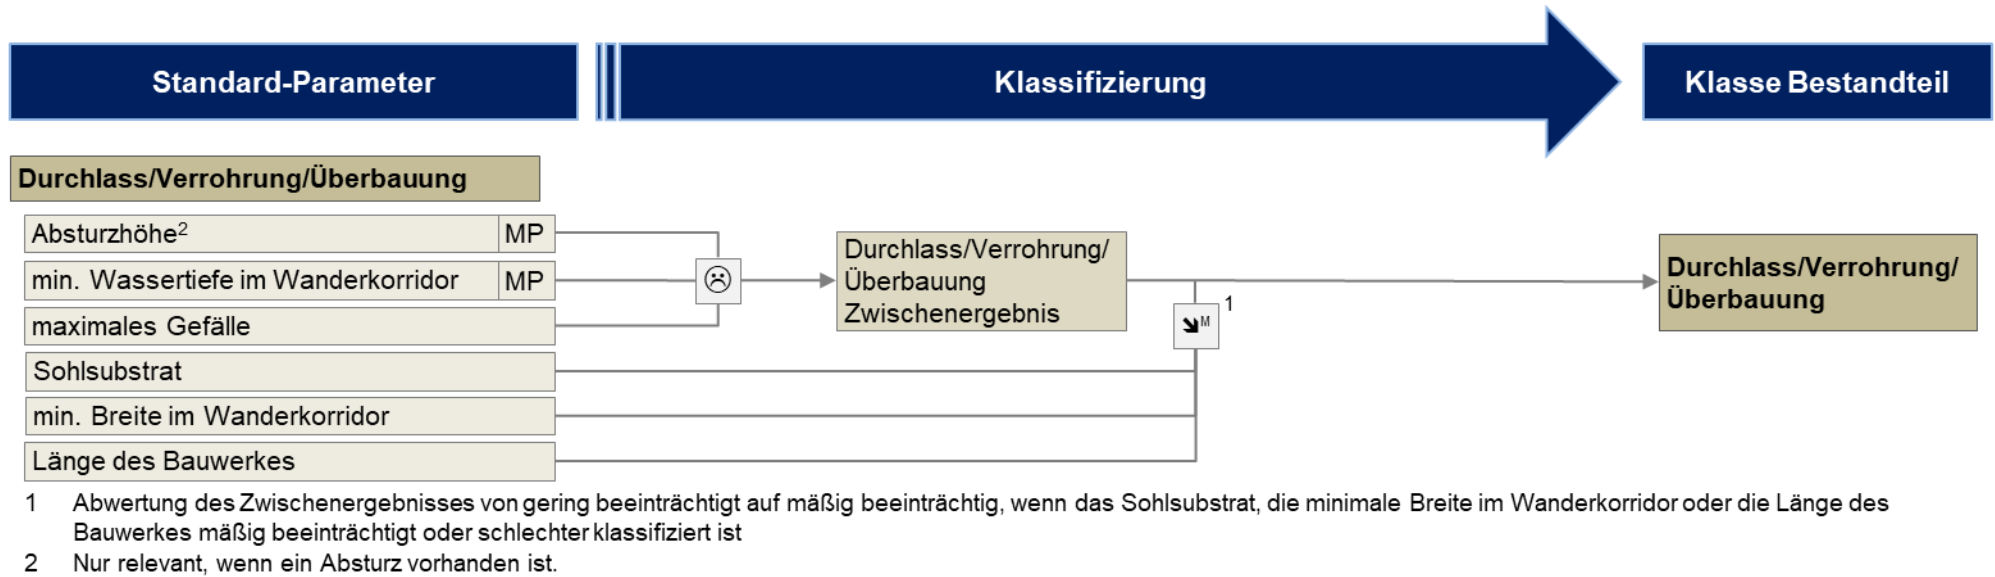 Standard-Parameter
Klassifizierung
Klasse Bestandteil
Durchlass/Verrohrung/Überbauung
Absturzhöhe² MP
min. Wassertiefe im Wanderkorridor MP
maximales Gefälle
Sohlsubstrat
min. Breite im Wanderkorridor
Länge des Bauwerkes
Durchlass/Verrohrung/
Überbauung
Zwischenergebnis
M
1
Durchlass/Verrohrung/
Überbauung
1 Abwertung des Zwischenergebnisses von gering beeinträchtigt auf mäßig beeinträchtig, wenn das Sohlsubstrat, die minimale Breite im Wanderkorridor oder die Länge des
Bauwerkes mäßig beeinträchtigt oder schlechter klassifiziert ist
2 Nur relevant, wenn ein Absturz vorhanden ist.